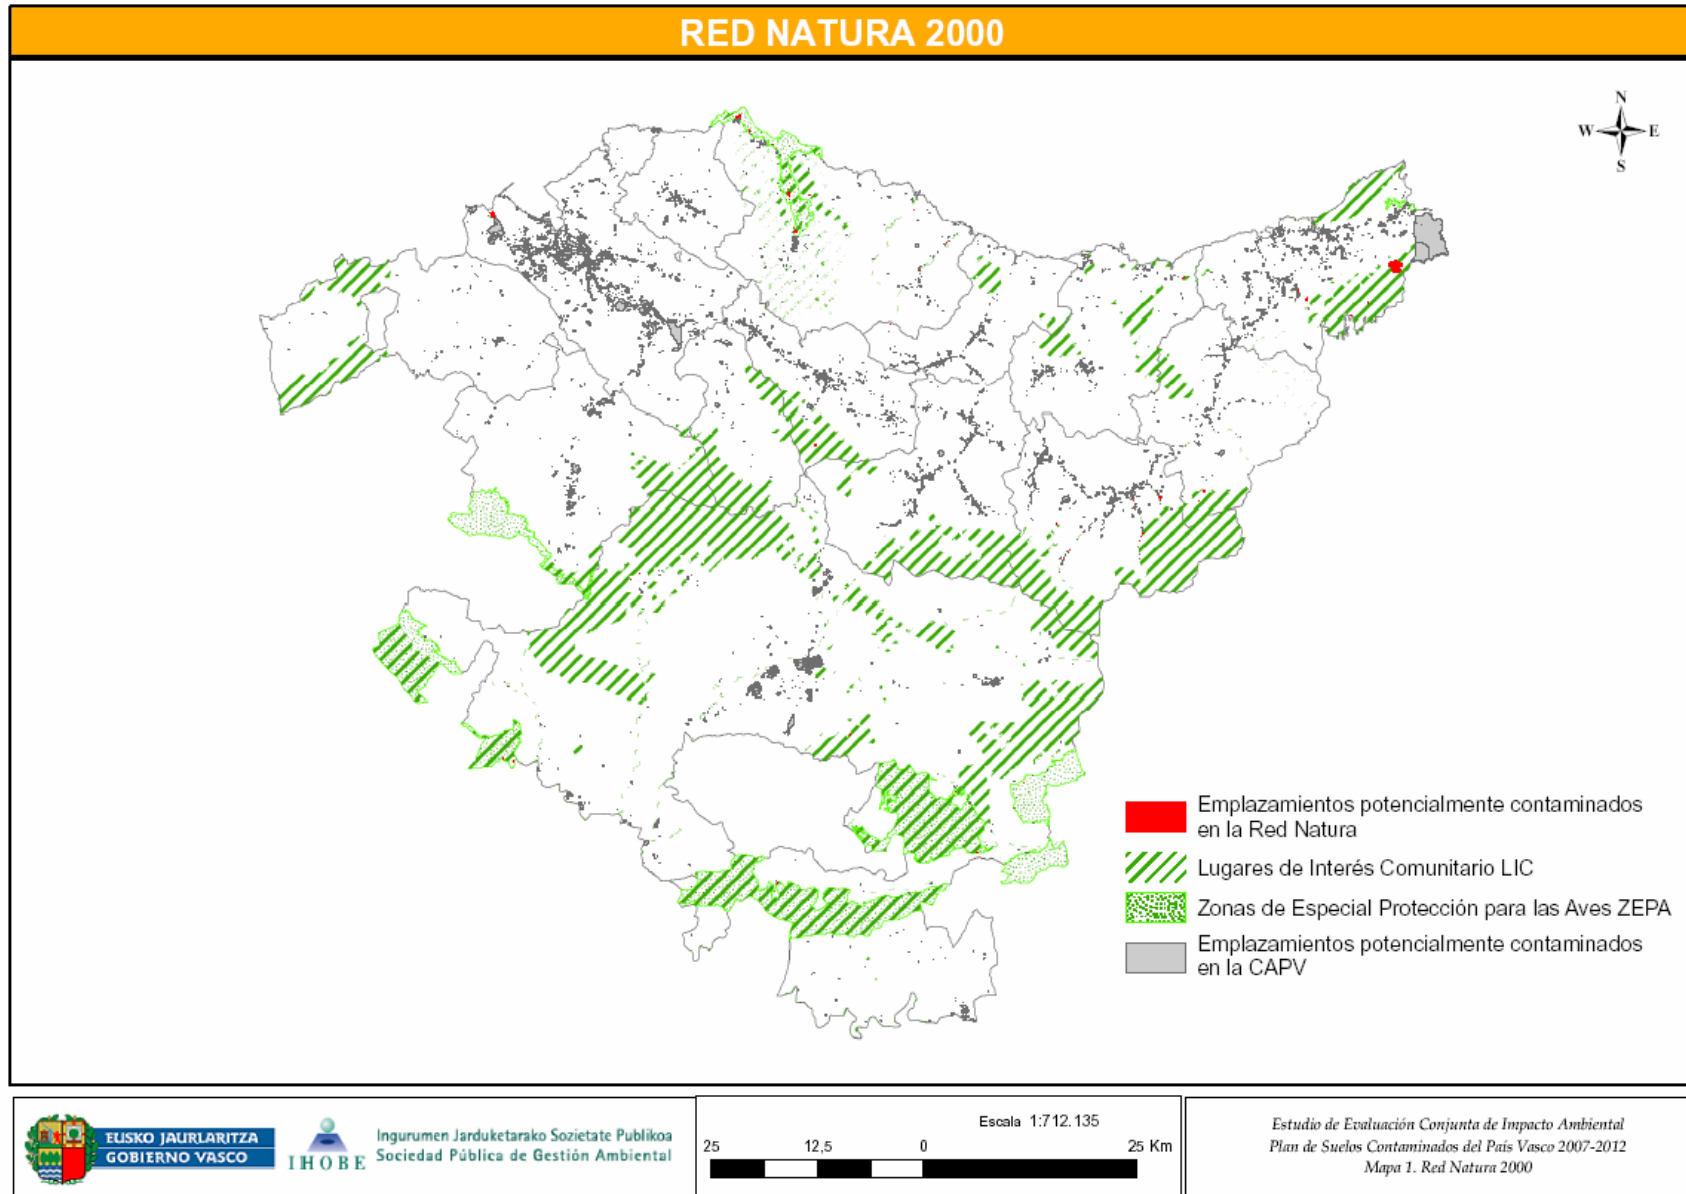 RED NATURA 2000
N
W E
S
Emplazamientos potencialmente contaminados
en la Red Natura
Lugares de Interés Comunitario LIC
Zonas de Especial Protección para las Aves ZEPA
Emplazamientos potencialmente contaminados
en la CAPV
EUSKO JAURLARITZA
GOBIERNO VASCO
IHOBE
Ingurumen Jarduketarako Sozietate Publikoa
Sociedad Pública de Gestión Ambiental
Escala 1:712.135
25 12,5 0 25 Km
Estudio de Evaluación Conjunta de Impacto Ambiental
Plan de Suelos Contaminados del País Vasco 2007-2012
Mapa 1. Red Natura 2000